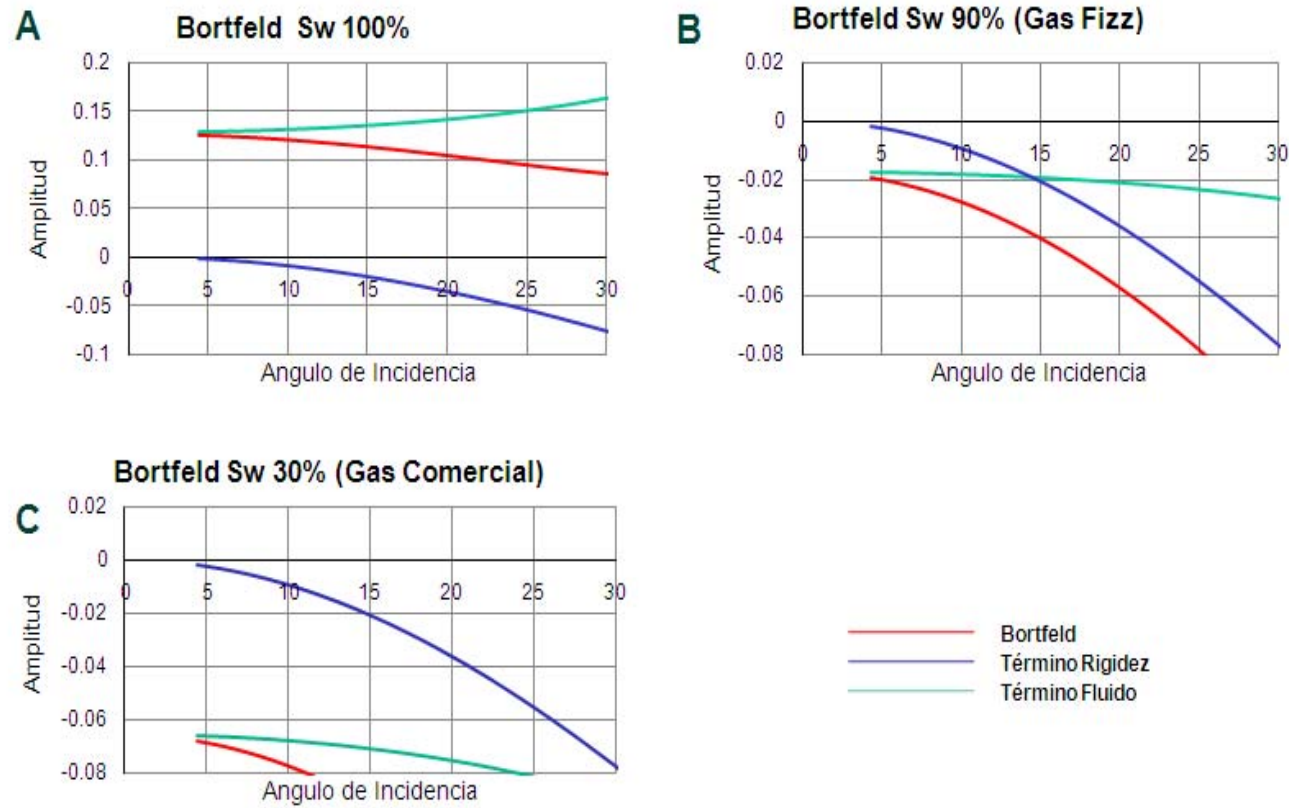 A
Bortfeld Sw 100%
0.2
0.15
0.1
0.05
0
-0.05
-0.1
0 5 10 15 20 25 30
Amplitud
Angulo de Incidencia
B
Bortfeld Sw 90% (Gas Fizz)
0.02
0
-0.02
-0.04
-0.06
-0.08
0 5 10 15 20 25 30
Amplitud
Angulo de Incidencia
C
Bortfeld Sw 30% (Gas Comercial)
0.02
0
-0.02
-0.04
-0.06
-0.08
0 5 10 15 20 25 30
Amplitud
Angulo de Incidencia
Bortfeld
Término Rigidez
Término Fluido